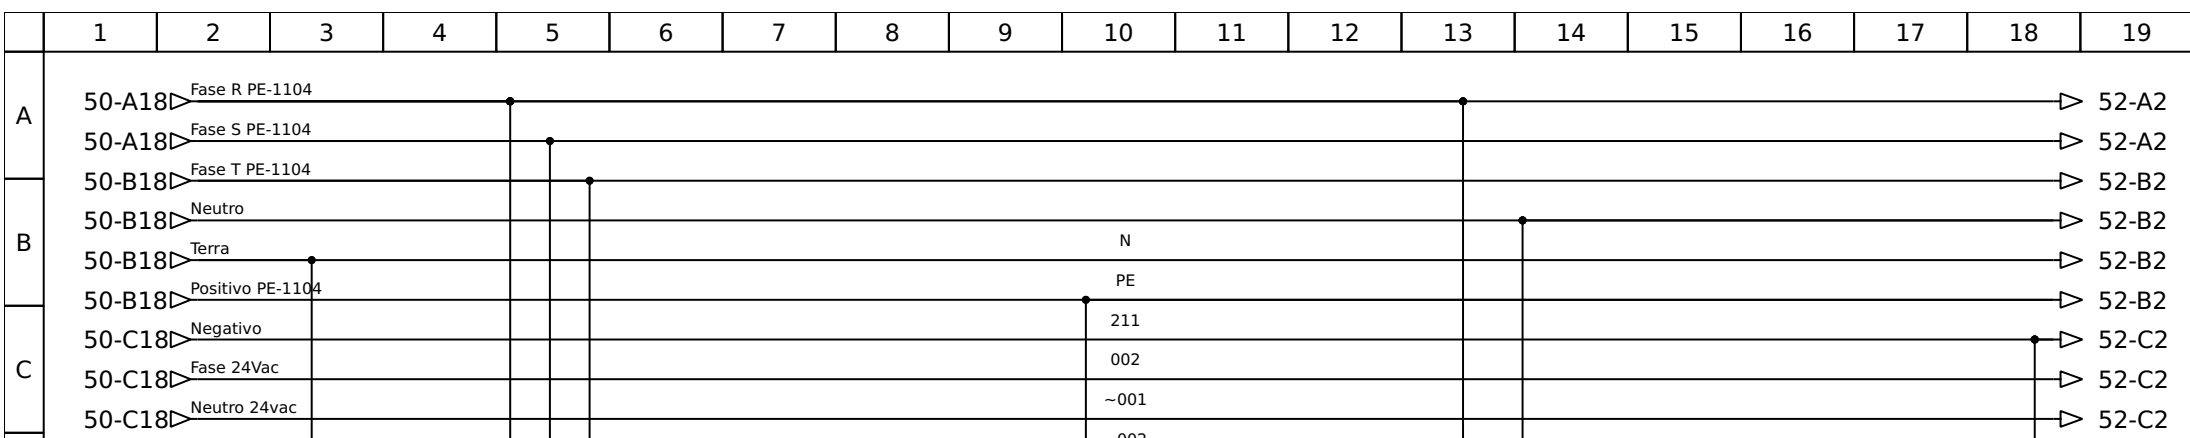 1 2 3 4 5 6 7 8 9 10 11 12 13 14 15 16 17 18 19
A
50-A18 Fase R PE-1104 52-A2
50-A18 Fase S PE-1104 52-A2
50-B18 Fase T PE-1104 52-B2
B
50-B18 Neutro 52-B2
N
50-B18 Terra 52-B2
PE
50-B18 Positivo PE-1104 52-B2
211
C
50-C18 Negativo 52-C2
002
50-C18 Fase 24Vac 52-C2
~001
50-C18 Neutro 24vac 52-C2